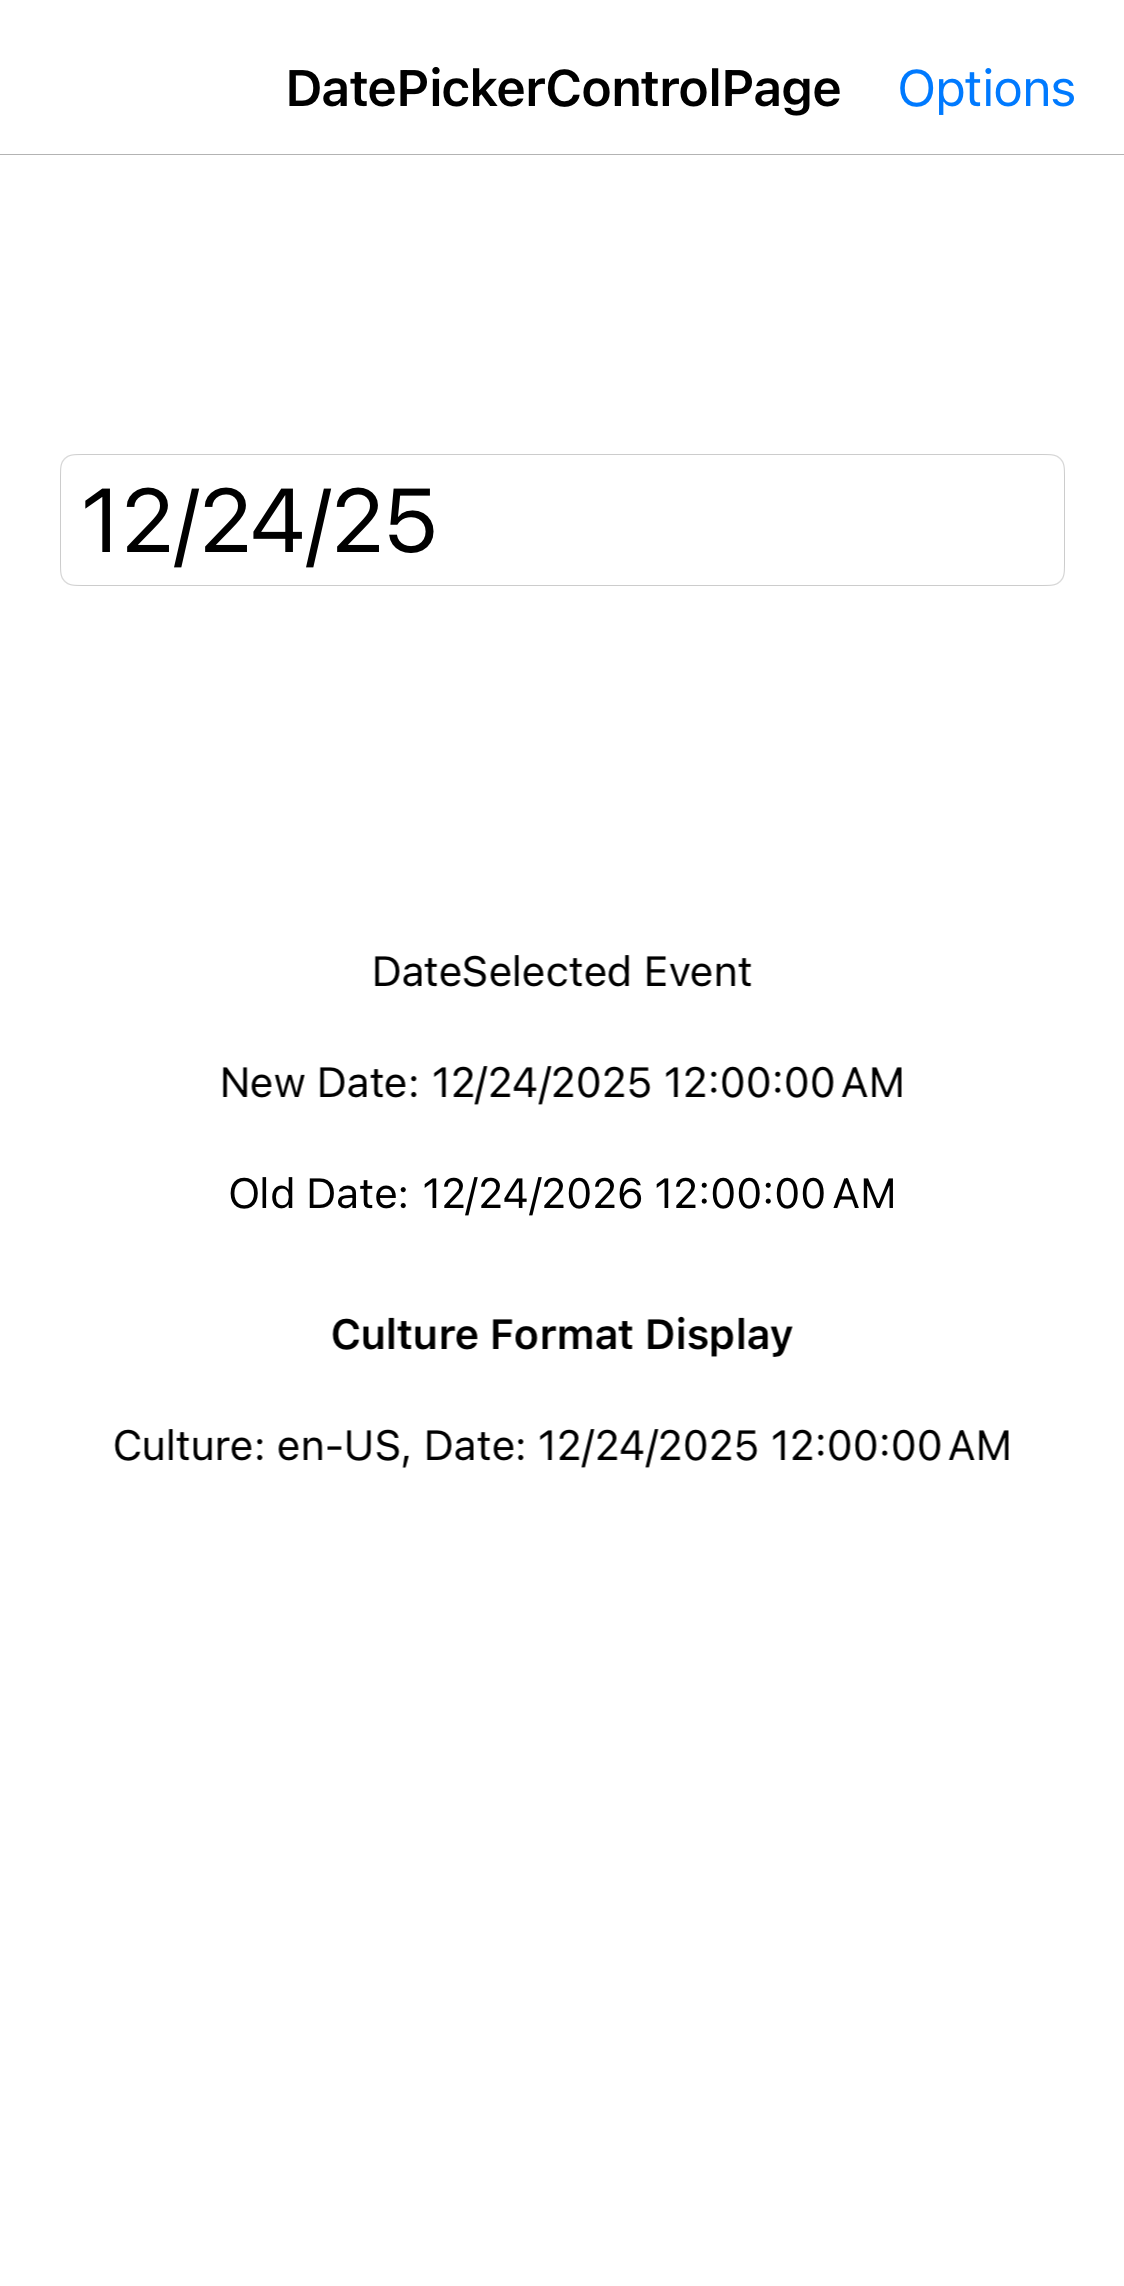 DatePickerControlPage
Options
12/24/25
DateSelected Event
New Date: 12/24/2025 12:00:00 AM
Old Date: 12/24/2026 12:00:00 AM
Culture Format Display
Culture: en-US, Date: 12/24/2025 12:00:00 AM